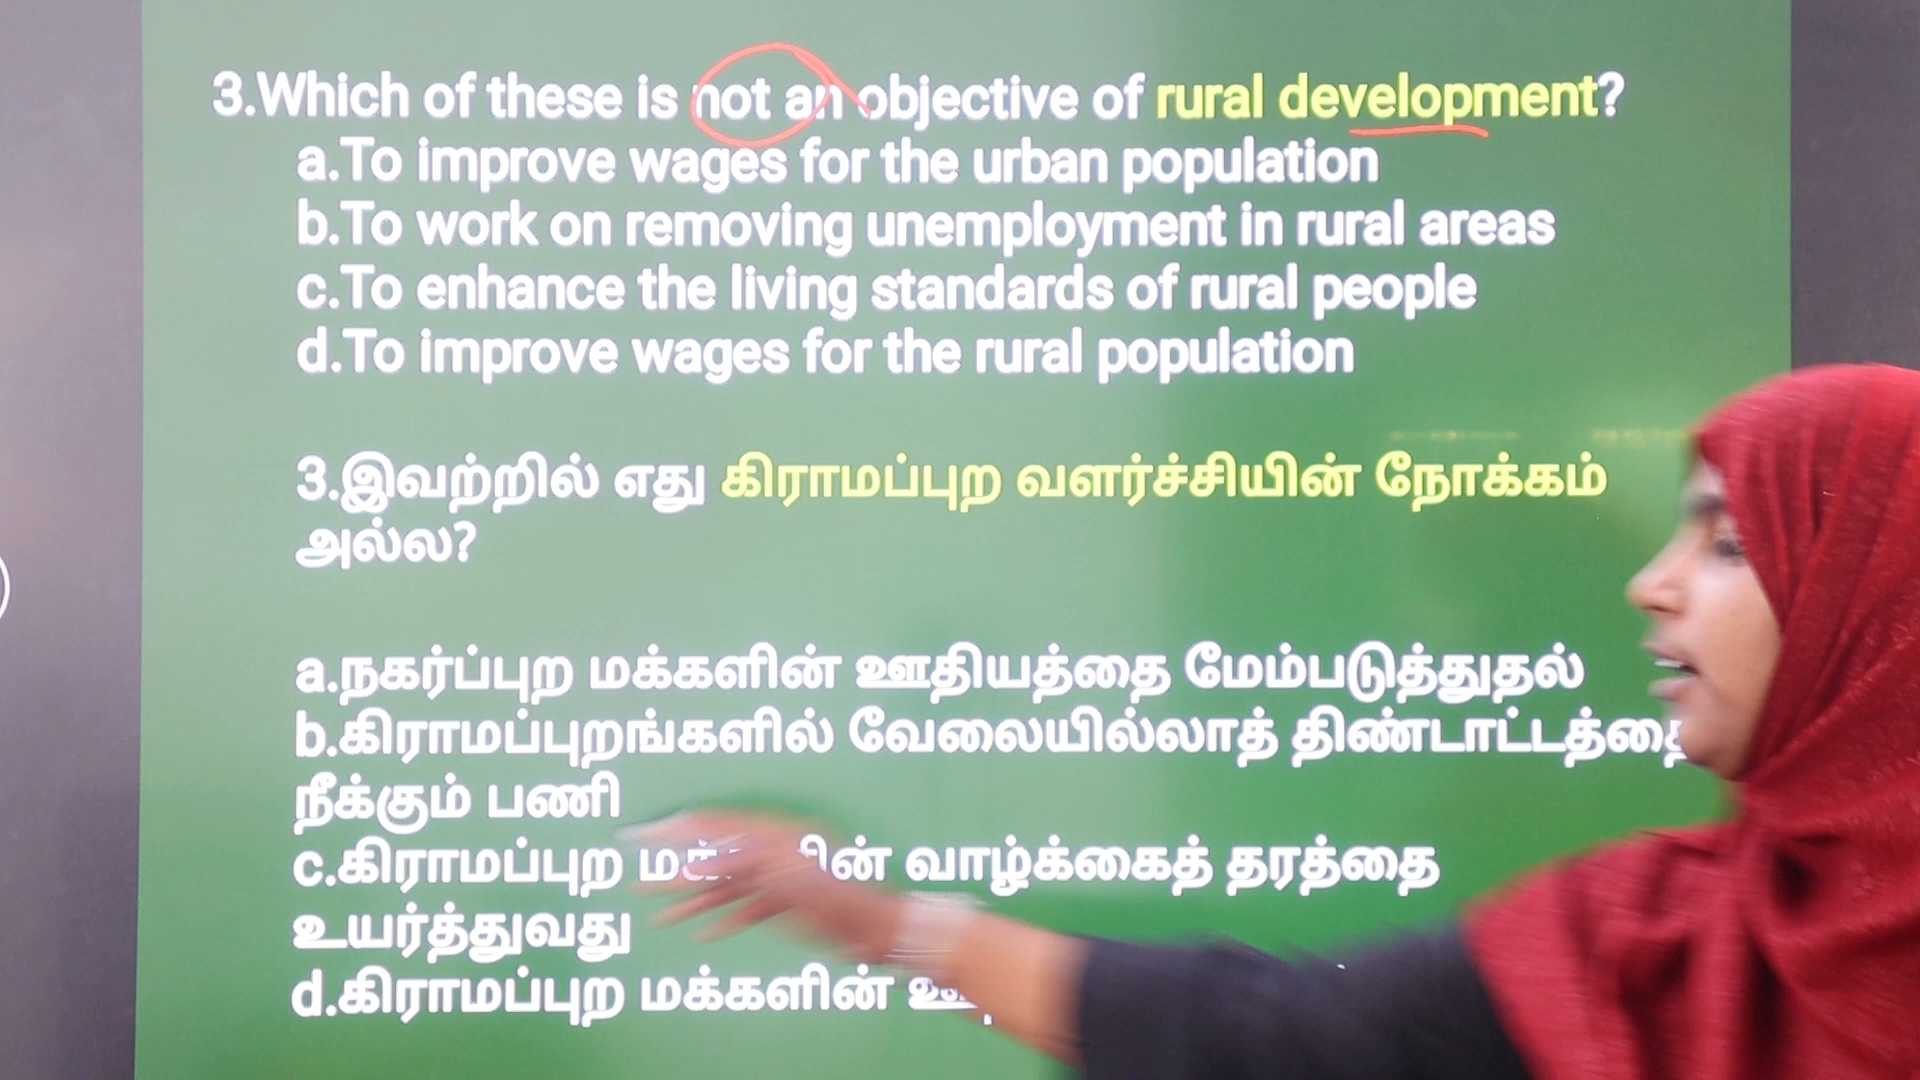 3.Which of these is not an objective of rural development?
a.To improve wages for the urban population
b.To work on removing unemployment in rural areas
c.To enhance the living standards of rural people
d.To improve wages for the rural population
3.இவற்றில் எது கிராமப்புற வளர்ச்சியின் நோக்கம்
அல்ல?
a.நகர்ப்புற மக்களின் ஊதியத்தை மேம்படுத்துதல்
b.கிராமப்புறங்களில் வேலையில்லாத் திண்டாட்டத்தை
நீக்கும் பணி
c.கிராமப்புற வாழ்க்கைத் தரத்தை
உயர்த்துவது
d.கிராமப்புற மக்களின்